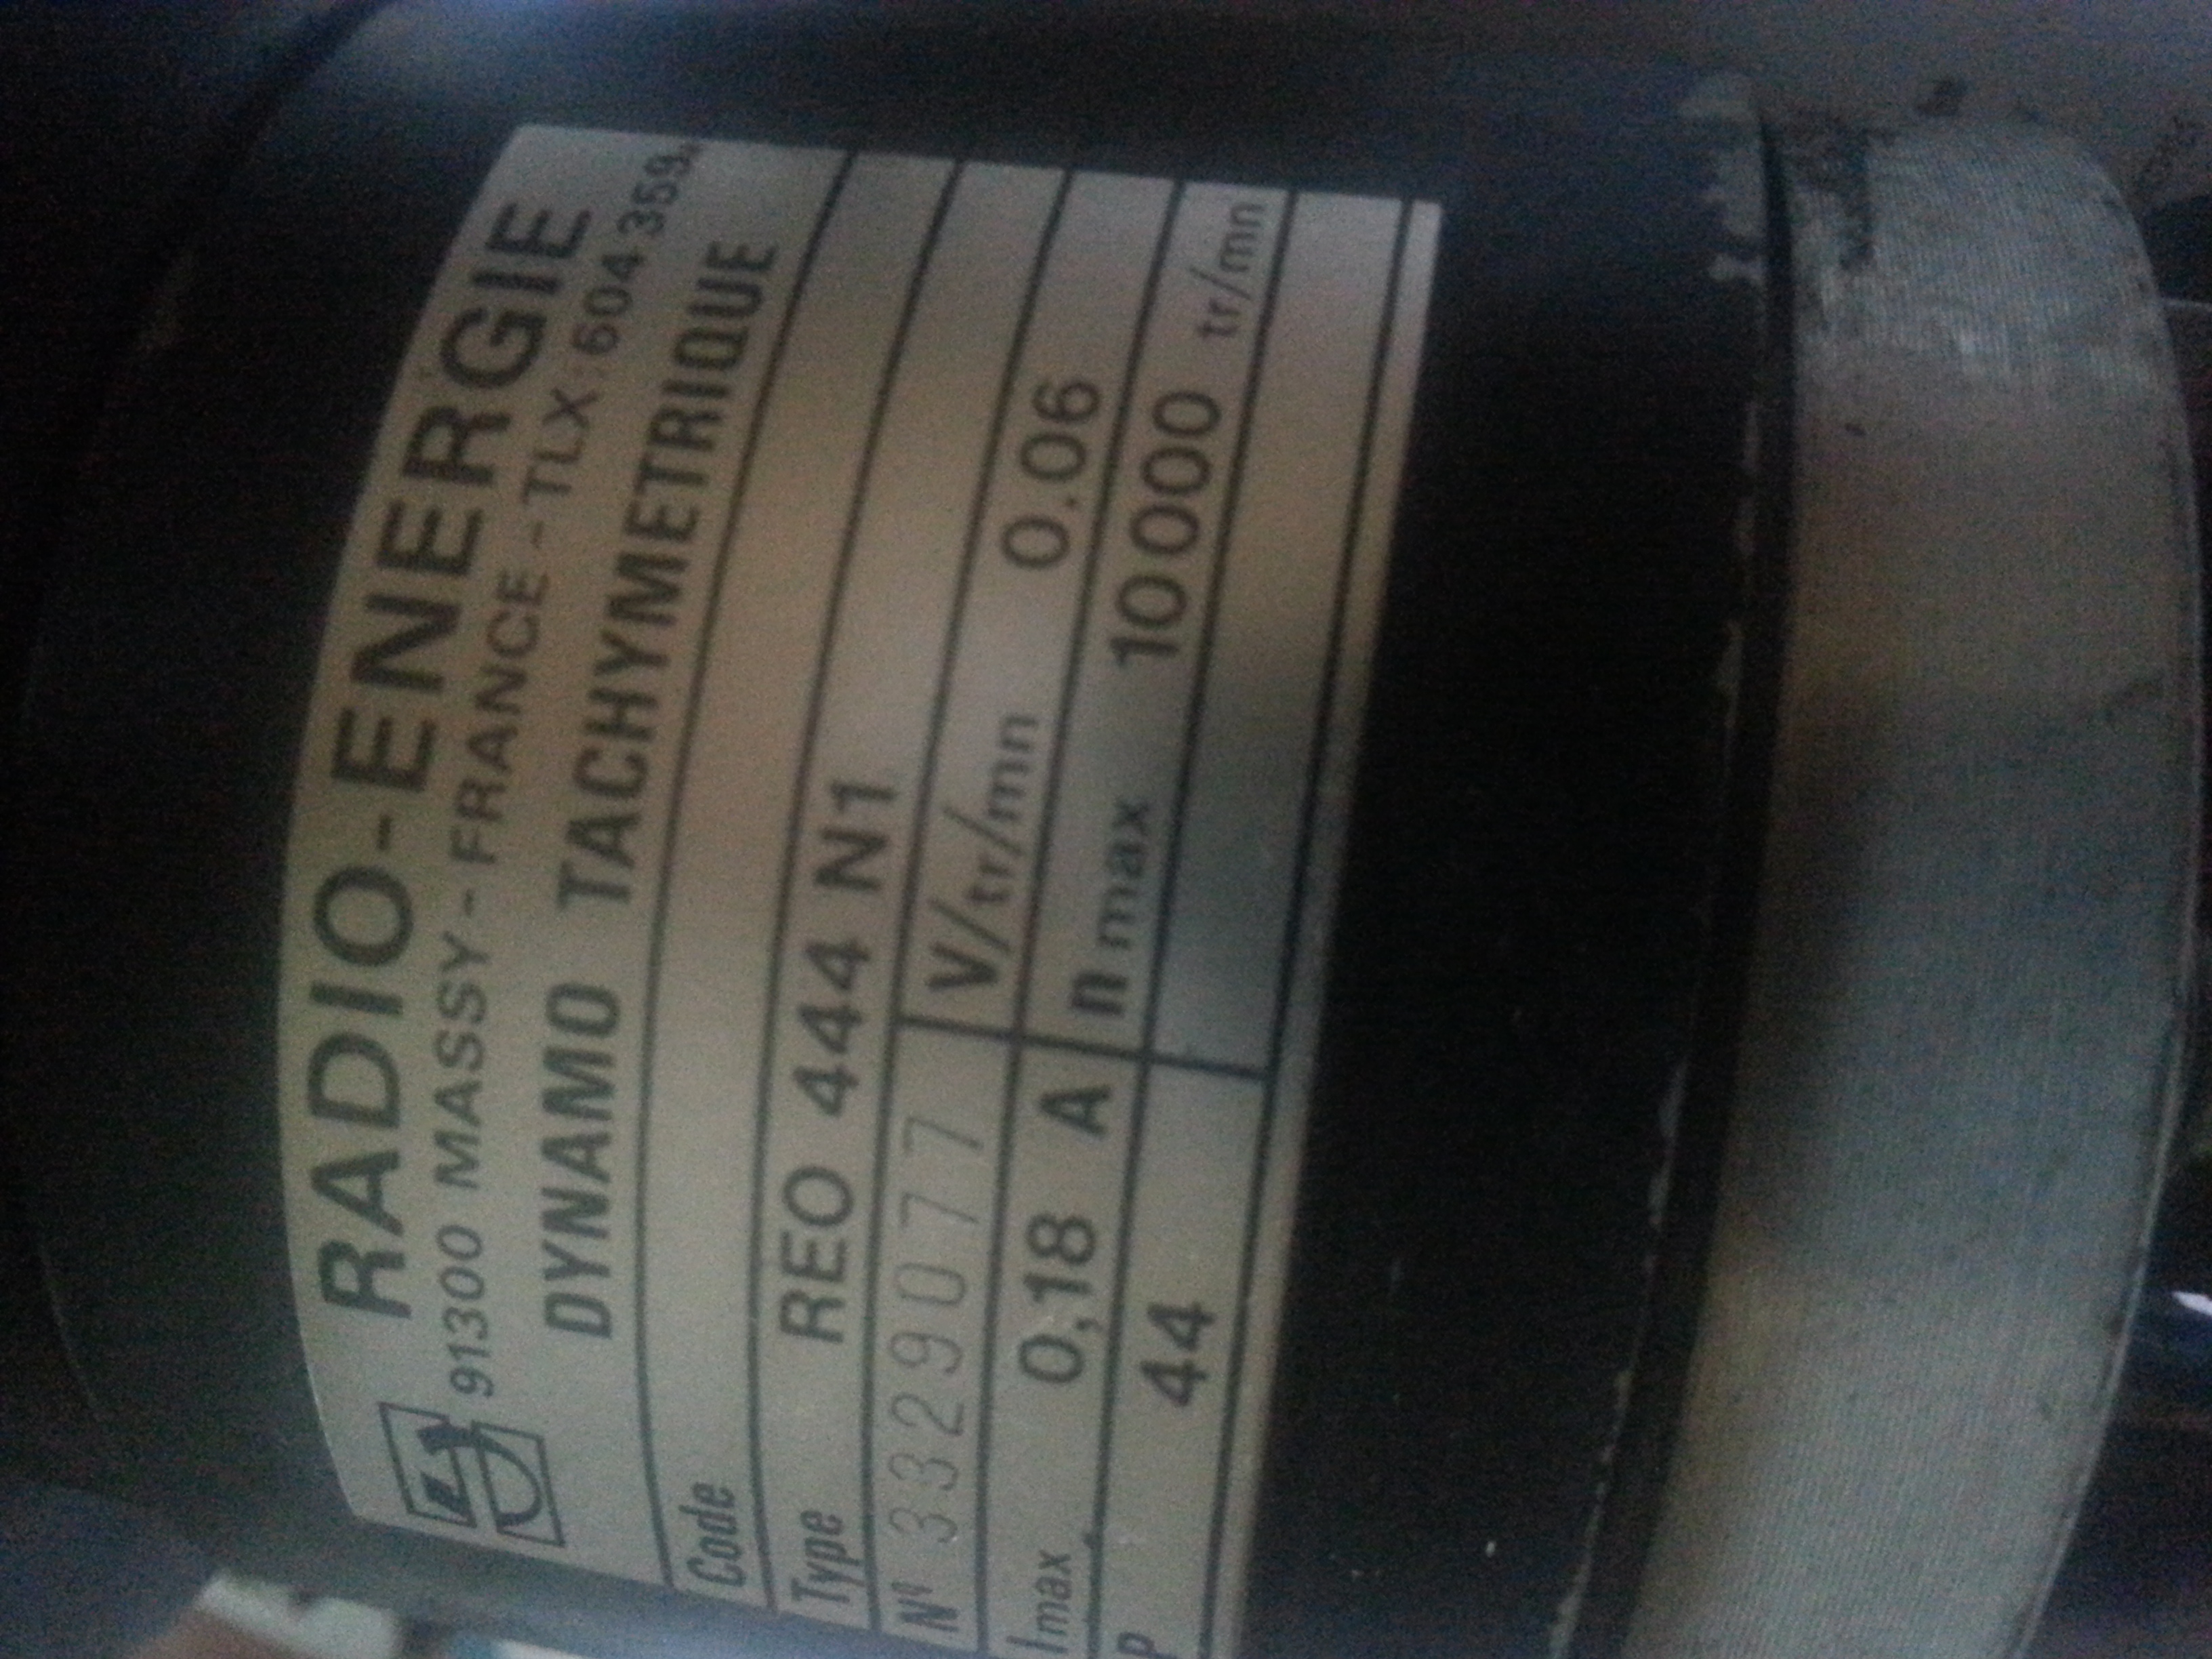 RADIO-ENERGIE
91300 MASSY - FRANCE - TLX : 604 359
DYNAMO TACHYMETRIQUE
Code
Type REO 444 N1
Nº 3329077 V/tr/mn 0.06
Imax 0,18 A n max 10000 tr/mn
P 44